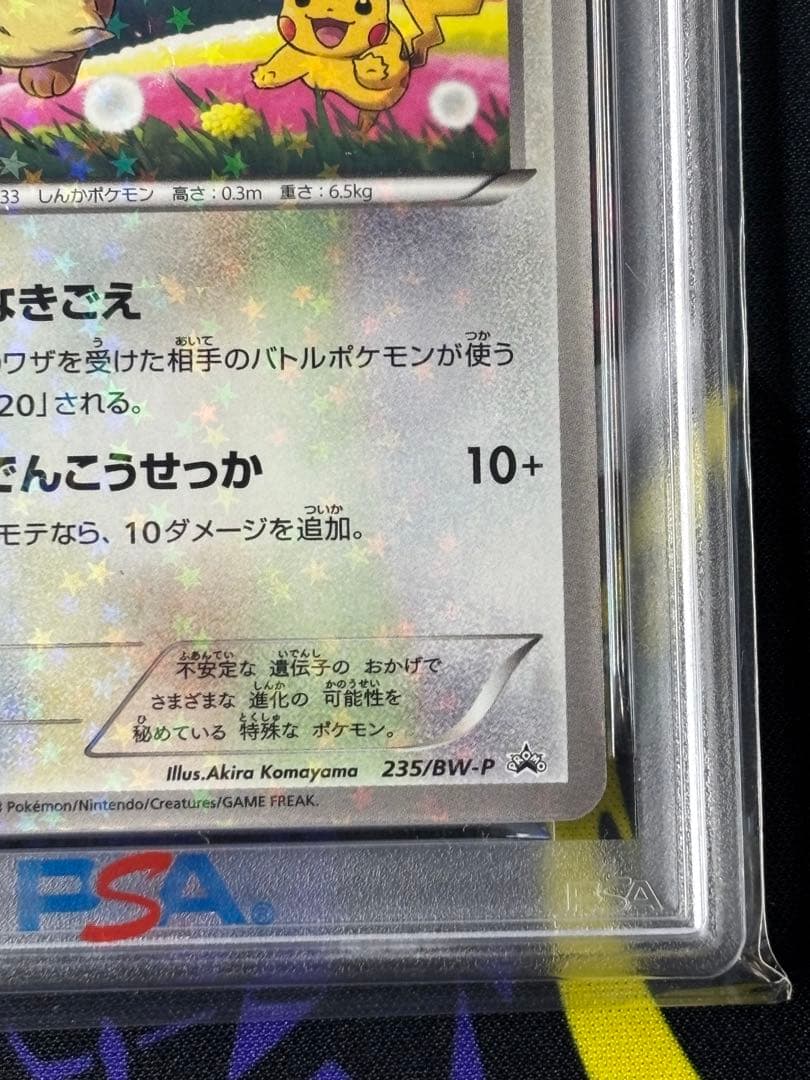 33 しんかポケモン 高さ：0.3m 重さ：6.5kg
なきごえ
のワザを受けた相手のバトルポケモンが使う
20」される。
でんこうせっか 10+
モテなら、10ダメージを追加。
不安定な 遺伝子の おかげで
さまざまな 進化の 可能性を
秘めている 特殊な ポケモン。
Illus.Akira Komayama 235/BW-P PROMO
3 Pokémon/Nintendo/Creatures/GAME FREAK.
PSA®
PSA